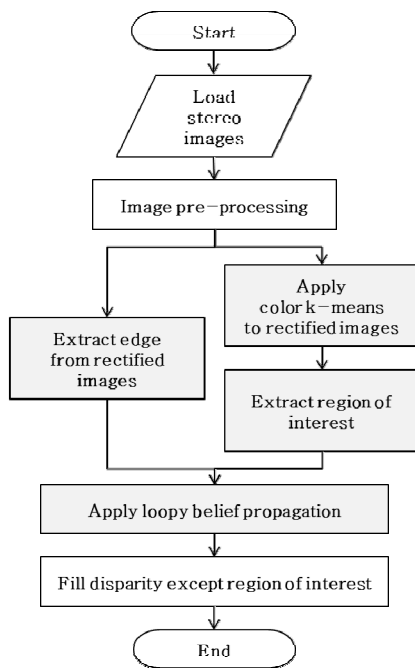 Start
Load
stereo
images
Image pre-processing
Extract edge
from rectified
images
Apply
color k-means
to rectified images
Extract region of
interest
Apply loopy belief propagation
Fill disparity except region of interest
End